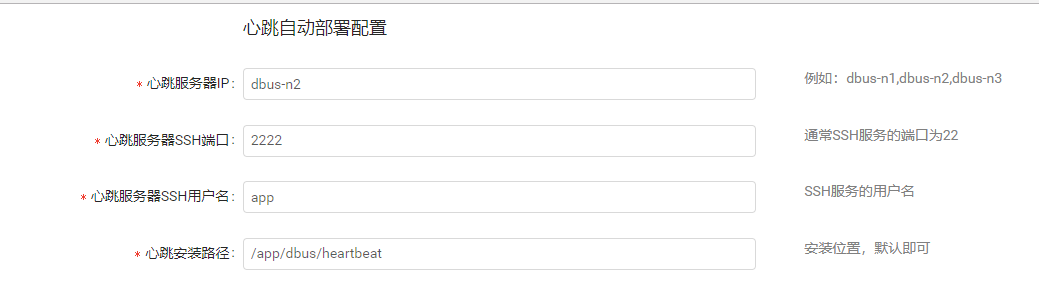 心跳自动部署配置
* 心跳服务器IP: dbus-n2 例如：dbus-n1,dbus-n2,dbus-n3
* 心跳服务器SSH端口: 2222 通常SSH服务的端口为22
* 心跳服务器SSH用户名: app SSH服务的用户名
* 心跳安装路径: /app/dbus/heartbeat 安装位置，默认即可